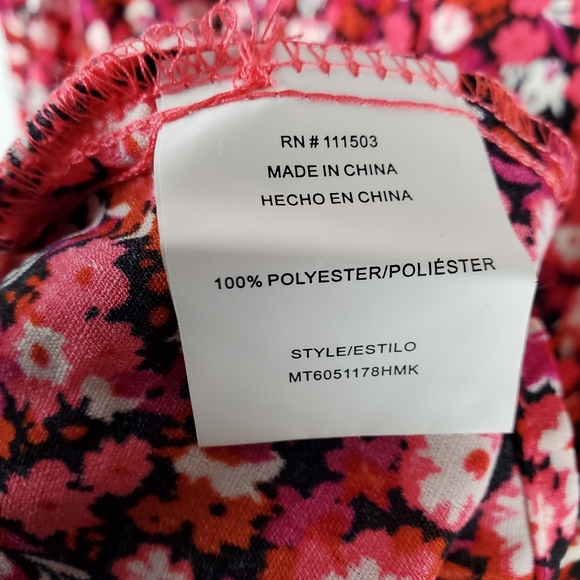 RN # 111503
MADE IN CHINA
HECHO EN CHINA
100% POLYESTER/POLIÉSTER
STYLE/ESTILO
MT6051178HMK